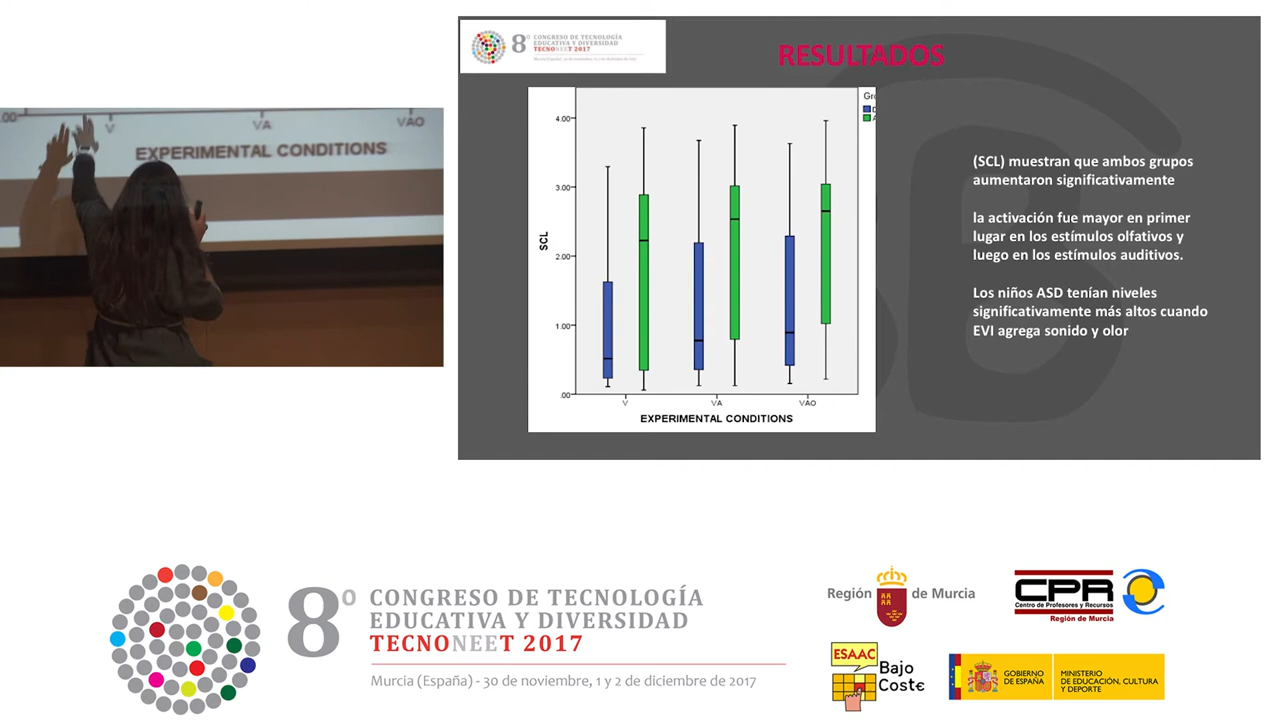 8º CONGRESO DE TECNOLOGÍA
EDUCATIVA Y DIVERSIDAD
TECNONEET 2017
RESULTADOS
4.00
3.00
2.00
1.00
.00
SCL
V
VA
VAO
EXPERIMENTAL CONDITIONS
(SCL) muestran que ambos grupos
aumentaron significativamente
la activación fue mayor en primer
lugar en los estímulos olfativos y
luego en los estímulos auditivos.
Los niños ASD tenían niveles
significativamente más altos cuando
EVI agrega sonido y olor
.00
V
VA
VAO
EXPERIMENTAL CONDITIONS
8º CONGRESO DE TECNOLOGÍA
EDUCATIVA Y DIVERSIDAD
TECNONEET 2017
Murcia (España) - 30 de noviembre, 1 y 2 de diciembre de 2017
Región de Murcia
CPR
Centro de Profesores y Recursos
Región de Murcia
ESAAC
Bajo
Cost€
GOBIERNO
DE ESPAÑA
MINISTERIO
DE EDUCACIÓN, CULTURA
Y DEPORTE